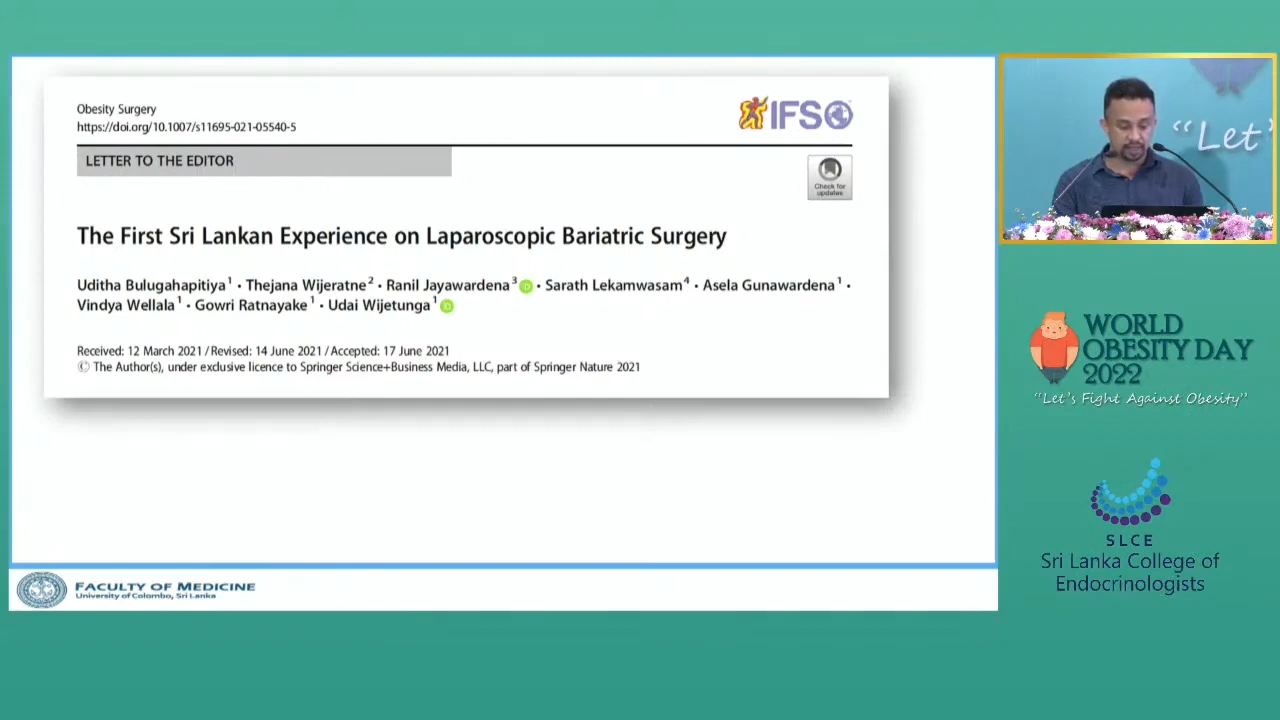 Obesity Surgery
https://doi.org/10.1007/s11695-021-05540-5
IFSO
LETTER TO THE EDITOR
Check for
updates
The First Sri Lankan Experience on Laparoscopic Bariatric Surgery
Uditha Bulugahapitiya1 · Thejana Wijeratne2 · Ranil Jayawardena3 · Sarath Lekamwasam4 · Asela Gunawardena1 ·
Vindya Wellala1 · Gowri Ratnayake1 · Udai Wijetunga1
Received: 12 March 2021 / Revised: 14 June 2021 / Accepted: 17 June 2021
© The Author(s), under exclusive licence to Springer Science+Business Media, LLC, part of Springer Nature 2021
FACULTY OF MEDICINE
University of Colombo, Sri Lanka
"Let'
WORLD
OBESITY DAY
2022
"Let's Fight Against Obesity"
SLCE
Sri Lanka College of
Endocrinologists